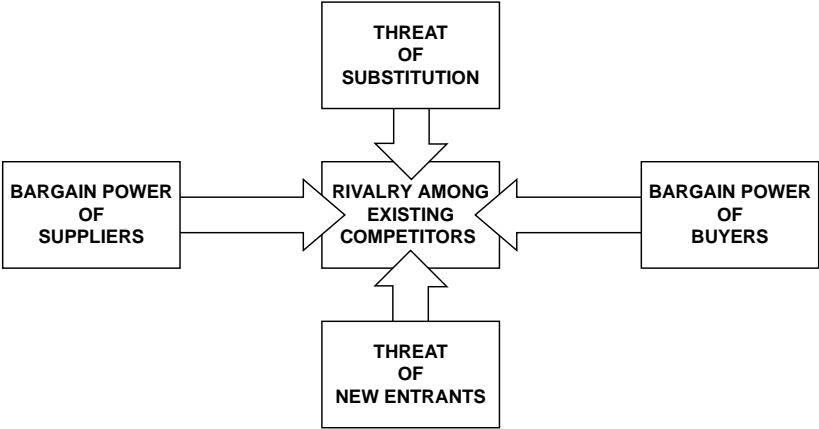 THREAT
OF
SUBSTITUTION
BARGAIN POWER
OF
SUPPLIERS
RIVALRY AMONG
EXISTING
COMPETITORS
BARGAIN POWER
OF
BUYERS
THREAT
OF
NEW ENTRANTS